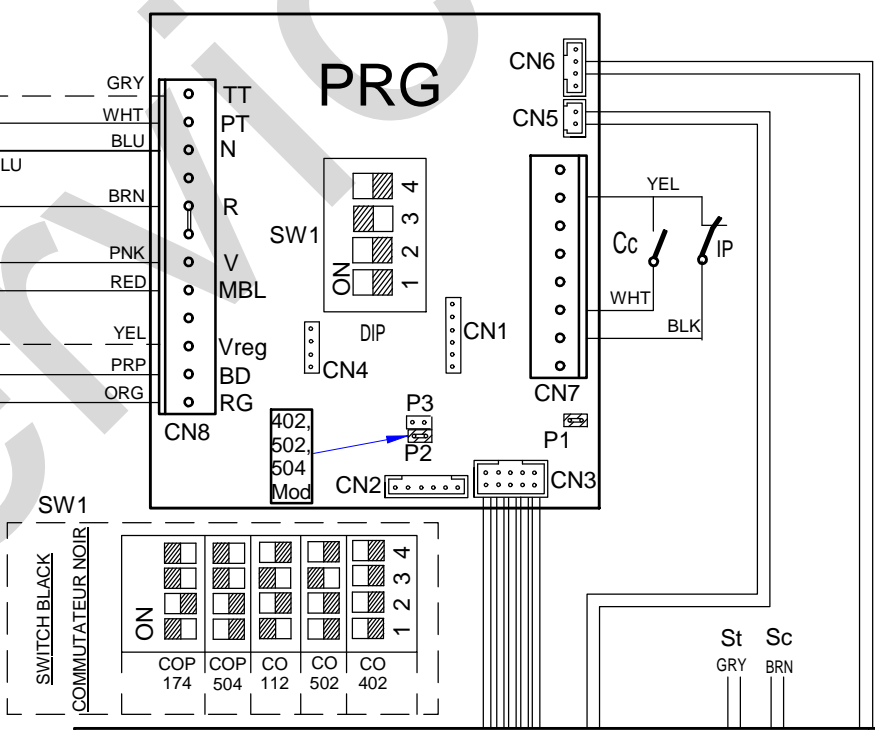 PRG
CN6
CN5
GRY TT
WHT PT
BLU N
LU
BRN R
PNK V
RED MBL
YEL Vreg
PRP BD
ORG RG
CN8
SW1
ON
1 2 3 4
DIP
CN4
CN1
YEL
Cc
IP
WHT
BLK
CN7
P3
P2
P1
402,
502,
504
Mod
CN2
CN3
SW1
SWITCH BLACK
COMMUTATEUR NOIR
ON
1 2 3 4
COP 174
COP 504
CO 112
CO 502
CO 402
St
GRY
Sc
BRN